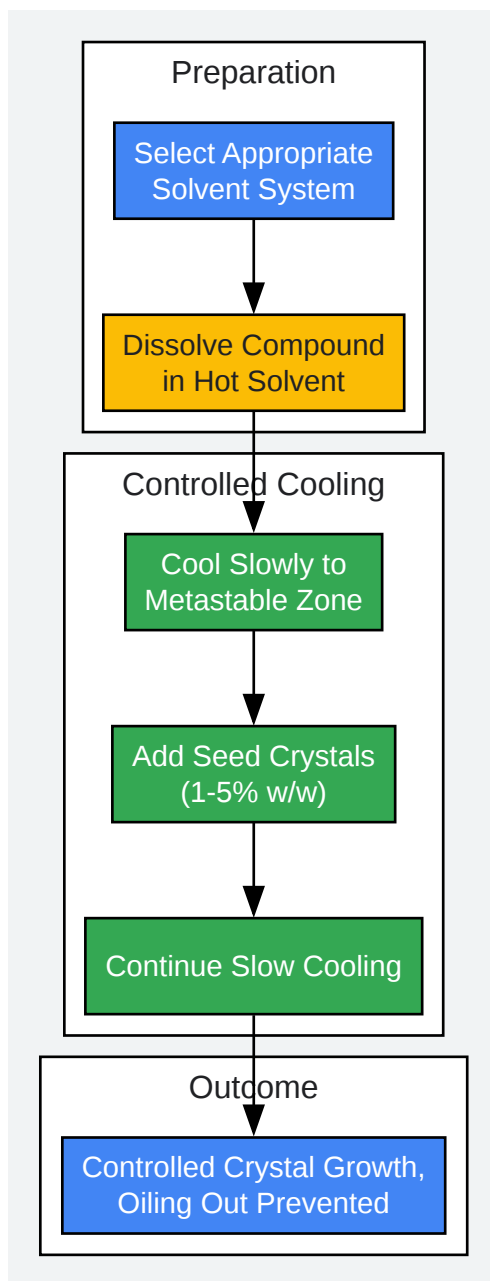 Preparation
Select Appropriate
Solvent System
Dissolve Compound
in Hot Solvent
Controlled Cooling
Cool Slowly to
Metastable Zone
Add Seed Crystals
(1-5% w/w)
Continue Slow Cooling
Outcome
Controlled Crystal Growth,
Oiling Out Prevented